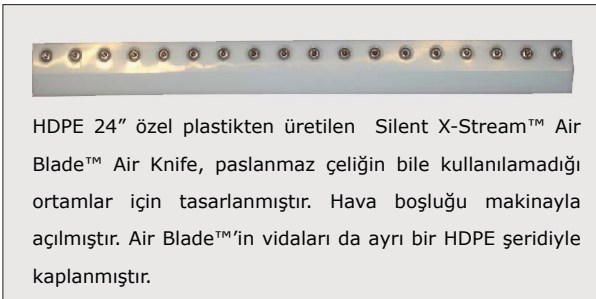 HDPE 24” özel plastikten üretilen Silent X-Stream™ Air
Blade™ Air Knife, paslanmaz çeliğin bile kullanılamadığı
ortamlar için tasarlanmıştır. Hava boşluğu makinayla
açılmıştır. Air Blade™’in vidaları da ayrı bir HDPE şeridiyle
kaplanmıştır.